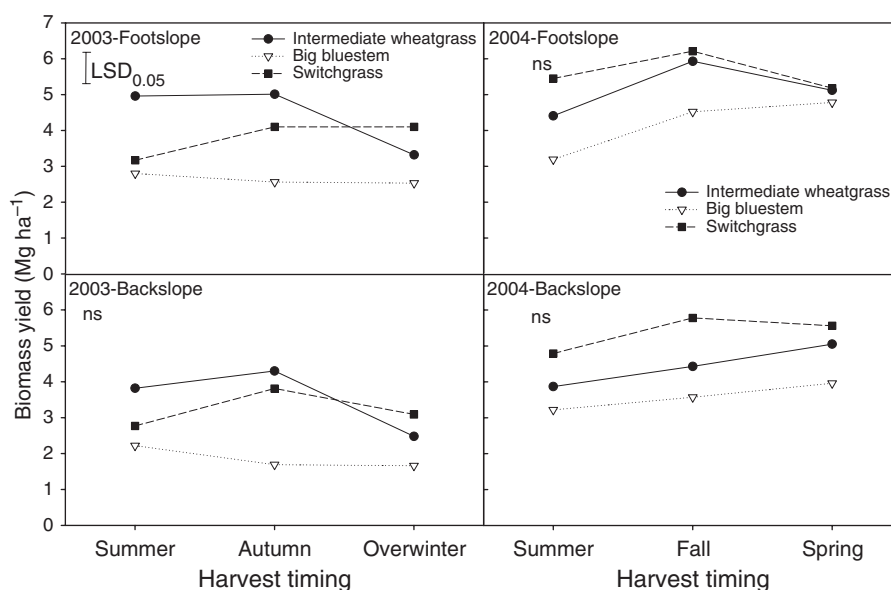 Biomass yield (Mg ha⁻¹)
7
6
5
4
3
2
1
0
2003-Footslope
LSD0.05
Intermediate wheatgrass
Big bluestem
Switchgrass
2004-Footslope
ns
Intermediate wheatgrass
Big bluestem
Switchgrass
6
5
4
3
2
1
0
2003-Backslope
ns
2004-Backslope
ns
Summer Autumn Overwinter
Harvest timing
Summer Fall Spring
Harvest timing